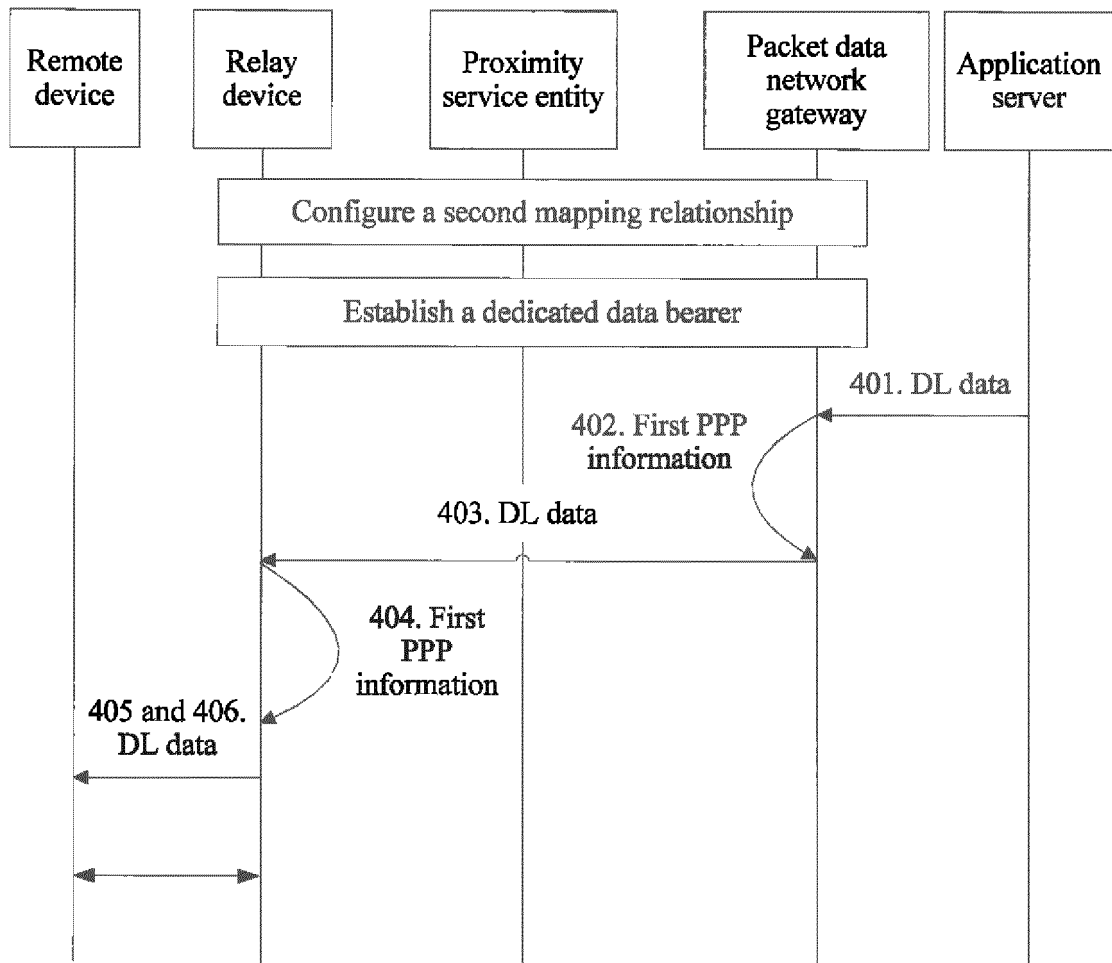 Remote
device
Relay
device
Proximity
service entity
Packet data
network
gateway
Application
server
Configure a second mapping relationship
Establish a dedicated data bearer
401. DL data
402. First PPP
information
403. DL data
404. First
PPP
information
405 and 406.
DL data